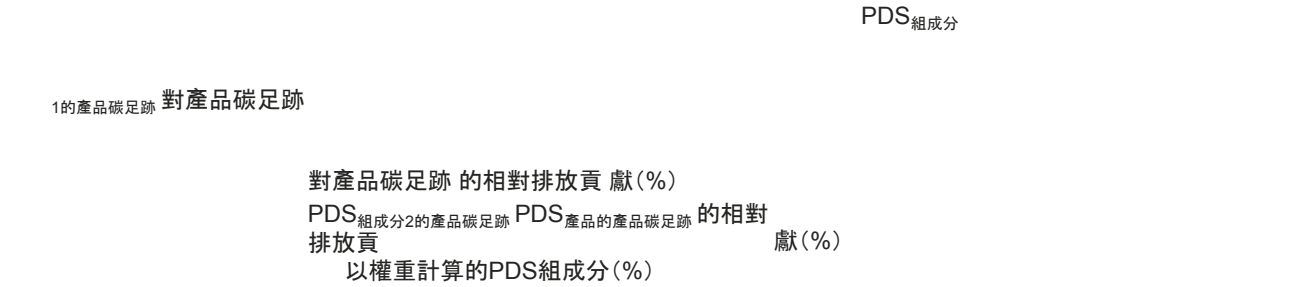 PDS組成分
1的產品碳足跡 對產品碳足跡
對產品碳足跡 的相對排放貢 獻(%)
PDS組成分2的產品碳足跡 PDS產品的產品碳足跡 的相對
排放貢 獻(%)
以權重計算的PDS組成分(%)